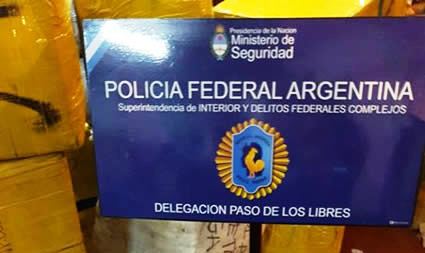 Presidencia de la Nacion
Ministerio de
Seguridad
POLICIA FEDERAL ARGENTINA
Superintendencia de INTERIOR Y DELITOS FEDERALES COMPLEJOS
DELEGACION PASO DE LOS LIBRES